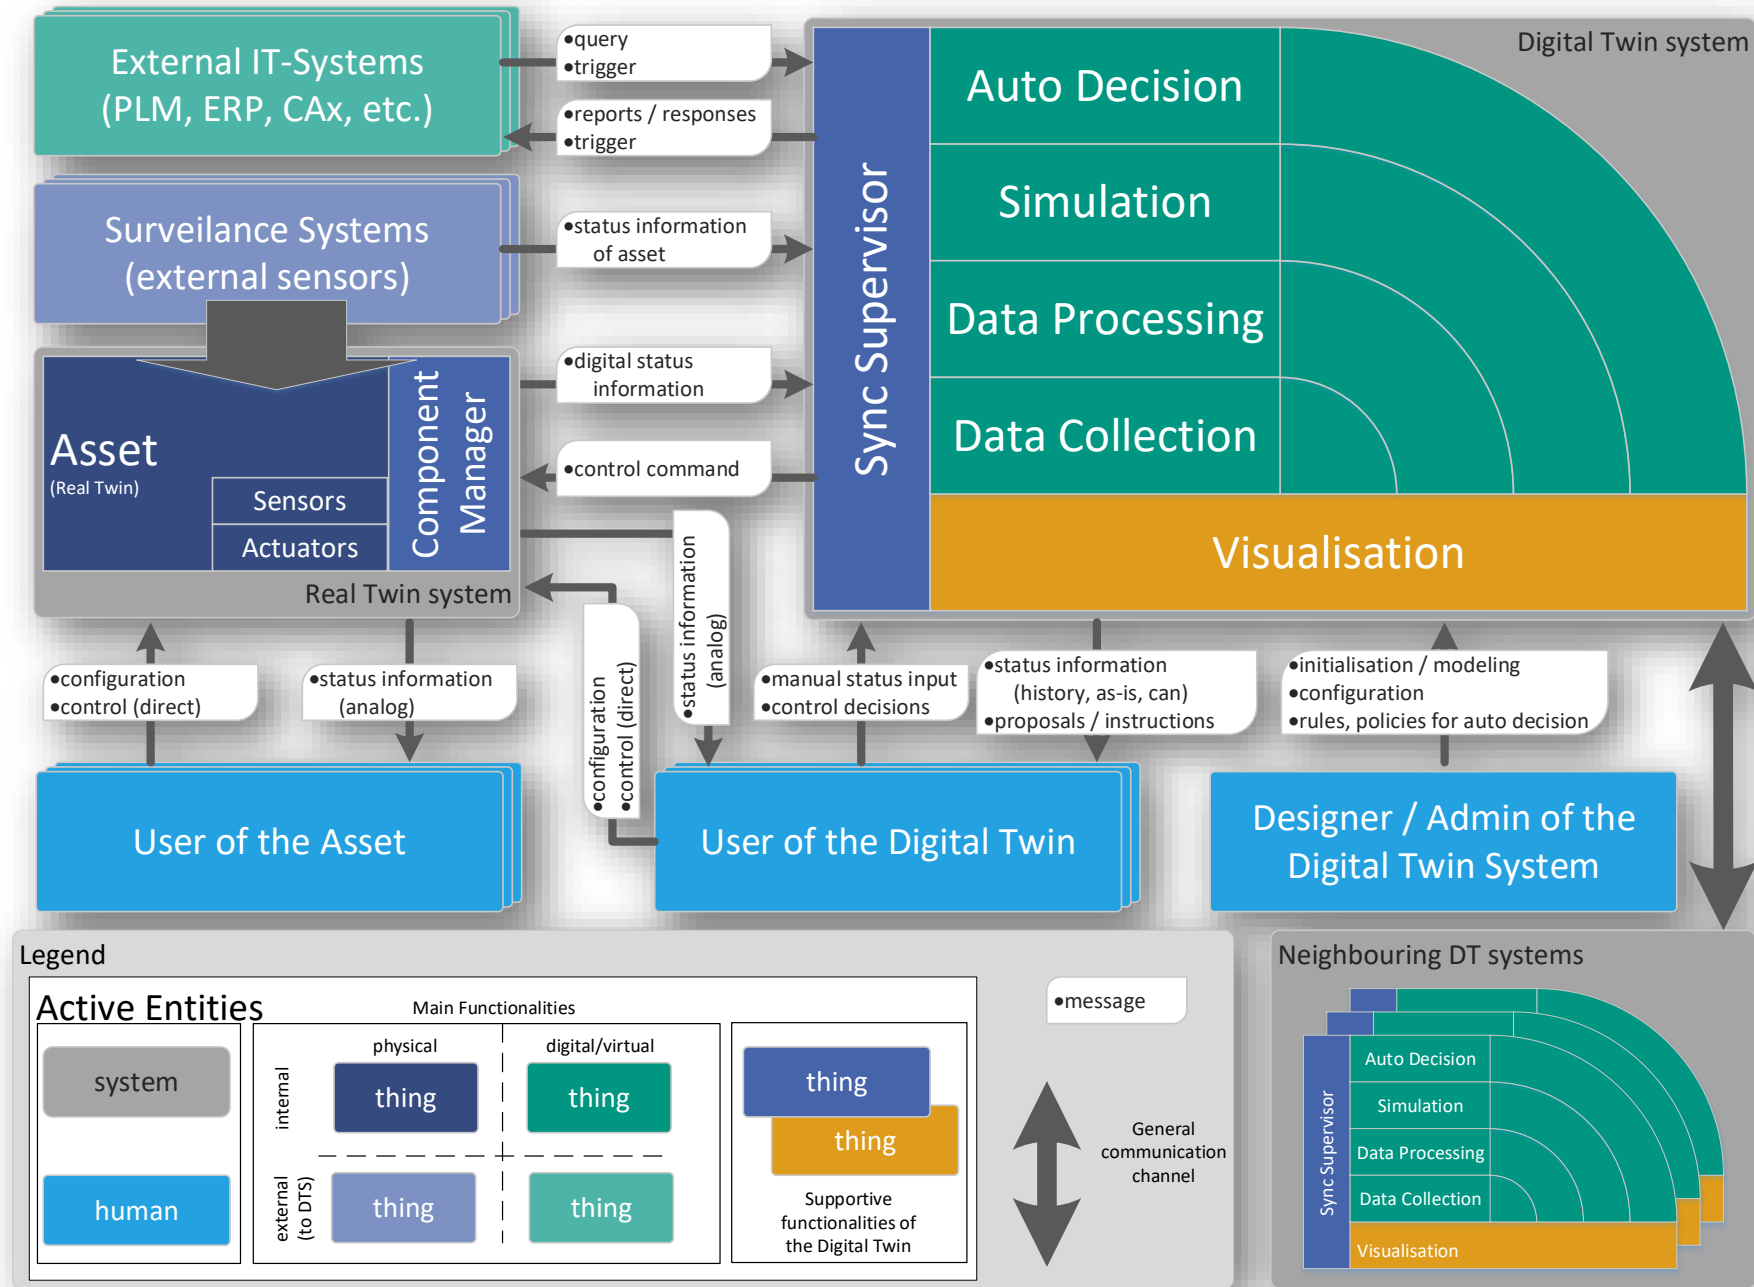 External IT-Systems
(PLM, ERP, CAx, etc.)
•query
•trigger
•reports / responses
•trigger
Surveilance Systems
(external sensors)
•status information
of asset
Asset
(Real Twin)
Sensors
Actuators
Component
Manager
Real Twin system
•digital status
information
•control command
Digital Twin system
Sync Supervisor
Auto Decision
Simulation
Data Processing
Data Collection
Visualisation
•configuration
•control (direct)
•status information
(analog)
•configuration
•control (direct)
•status information
(analog)
•manual status input
•control decisions
•status information
(history, as-is, can)
•proposals / instructions
•initialisation / modeling
•configuration
•rules, policies for auto decision
User of the Asset
User of the Digital Twin
Designer / Admin of the
Digital Twin System
Legend
Active Entities
system
human
Main Functionalities
physical
digital/virtual
internal
thing
thing
external
(to DTS)
thing
thing
thing
thing
Supportive
functionalities of
the Digital Twin
•message
General
communication
channel
Neighbouring DT systems
Sync Supervisor
Auto Decision
Simulation
Data Processing
Data Collection
Visualisation